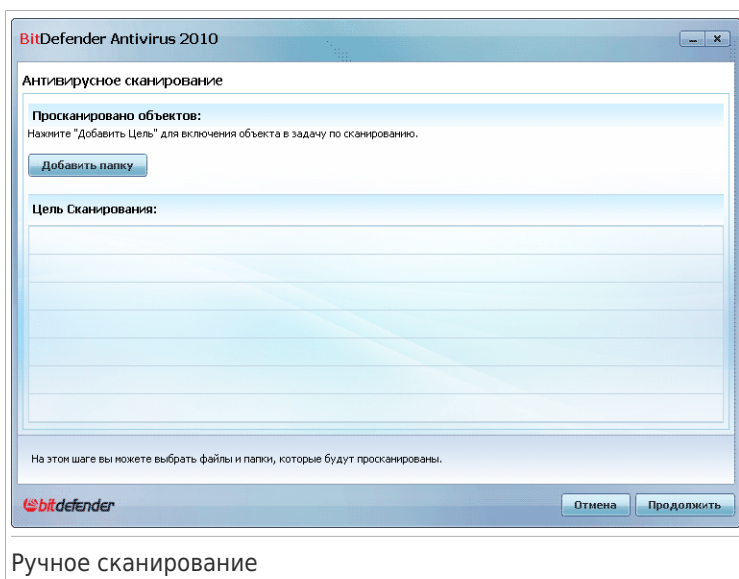 BitDefender Antivirus 2010
Антивирусное сканирование
Просканировано объектов:
Нажмите "Добавить Цель" для включения объекта в задачу по сканированию.
Добавить папку
Цель Сканирования:
На этом шаге вы можете выбрать файлы и папки, которые будут просканированы.
bitdefender
Отмена
Продолжить
Ручное сканирование